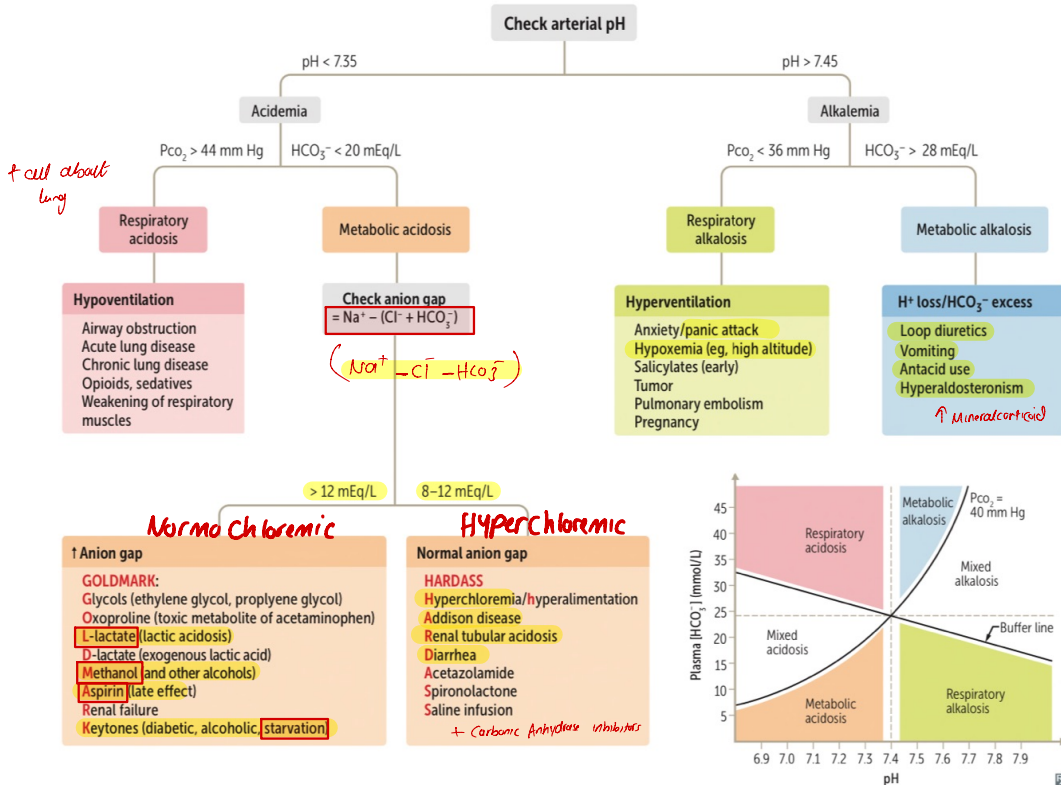 Check arterial pH
pH < 7.35
pH > 7.45
Acidemia
Alkalemia
Pco₂ > 44 mm Hg
HCO₃⁻ < 20 mEq/L
Pco₂ < 36 mm Hg
HCO₃⁻ > 28 mEq/L
+ all about
lung
Respiratory
acidosis
Metabolic acidosis
Respiratory
alkalosis
Metabolic alkalosis
Hypoventilation
Airway obstruction
Acute lung disease
Chronic lung disease
Opioids, sedatives
Weakening of respiratory
muscles
Check anion gap
= Na⁺ – (Cl⁻ + HCO₃⁻)
(Na⁺ – Cl⁻ – HCO₃⁻)
Hyperventilation
Anxiety/panic attack
Hypoxemia (eg, high altitude)
Salicylates (early)
Tumor
Pulmonary embolism
Pregnancy
H⁺ loss/HCO₃⁻ excess
Loop diuretics
Vomiting
Antacid use
Hyperaldosteronism
↑ Mineralcorticoid
> 12 mEq/L
8–12 mEq/L
Normochloremic
Hyperchloremic
↑ Anion gap
GOLDMARK:
Glycols (ethylene glycol, proplyene glycol)
Oxoproline (toxic metabolite of acetaminophen)
L-lactate (lactic acidosis)
D-lactate (exogenous lactic acid)
Methanol (and other alcohols)
Aspirin (late effect)
Renal failure
Keytones (diabetic, alcoholic, starvation)
Normal anion gap
HARDASS
Hyperchloremia/hyperalimentation
Addison disease
Renal tubular acidosis
Diarrhea
Acetazolamide
Spironolactone
Saline infusion
+ Carbonic Anhydrase inhibitors
Plasma [HCO₃⁻] (mmol/L)
45
40
35
30
25
20
15
10
5
Respiratory
acidosis
Metabolic
alkalosis
Pco₂ =
40 mm Hg
Mixed
alkalosis
Buffer line
Mixed
acidosis
Metabolic
acidosis
Respiratory
alkalosis
6.9 7.0 7.1 7.2 7.3 7.4 7.5 7.6 7.7 7.8 7.9
pH